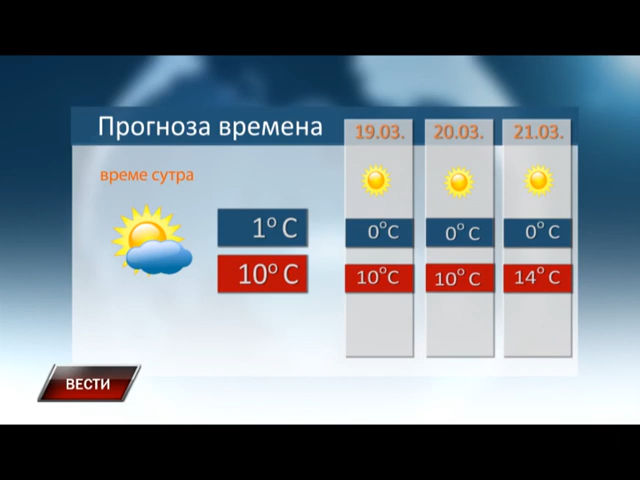 Прогноза времена
време сутра
1° C
10° C
19.03.
0°C
10°C
20.03.
0°C
10°C
21.03.
0°C
14°C
ВЕСТИ